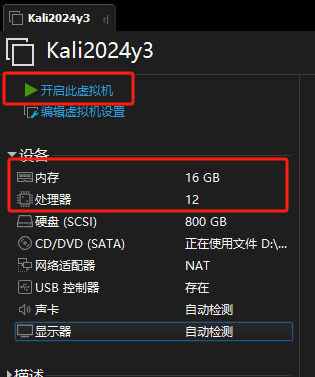 Kali2024y3
Kali2024y3
开启此虚拟机
编辑虚拟机设置
设备
内存 16 GB
处理器 12
硬盘 (SCSI) 800 GB
CD/DVD (SATA) 正在使用文件 D:\...
网络适配器 NAT
USB 控制器 存在
声卡 自动检测
显示器 自动检测
描述